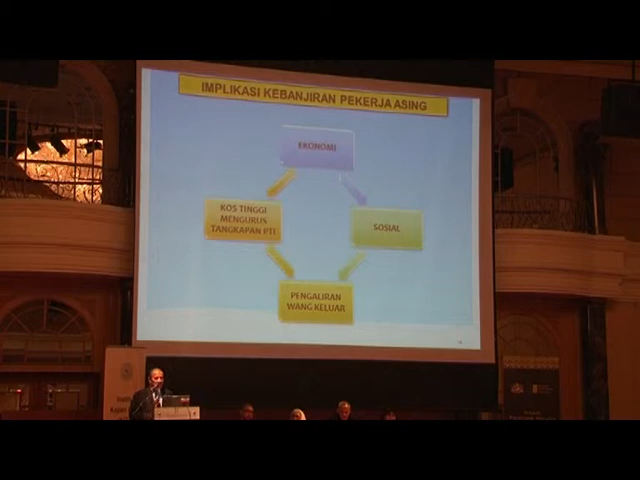 IMPLIKASI KEBANJIRAN PEKERJA ASING
EKONOMI
KOS TINGGI
MENGURUS
TANGKAPAN PTI
SOSIAL
PENGALIRAN
WANG KELUAR